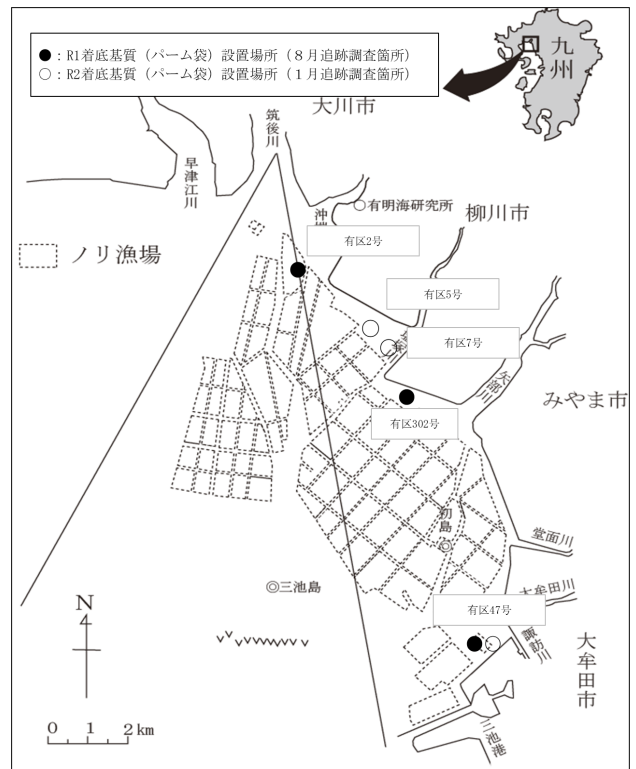 ●：R1着底基質（パーム袋）設置場所（８月追跡調査箇所）
○：R2着底基質（パーム袋）設置場所（１月追跡調査箇所）
九州
大川市
筑後川
早津江川
有明海研究所
柳川市
沖
ノリ漁場
有区2号
有区5号
有区7号
矢部川
みやま市
有区302号
初島
堂面川
三池島
大牟田川
有区47号
諏訪川
大牟田市
N
0 1 2km
三池港